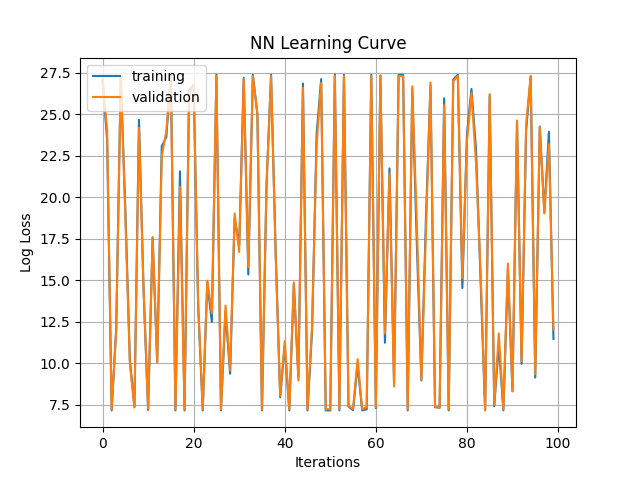 NN Learning Curve
training
validation
Log Loss
27.5
25.0
22.5
20.0
17.5
15.0
12.5
10.0
7.5
0 20 40 60 80 100
Iterations